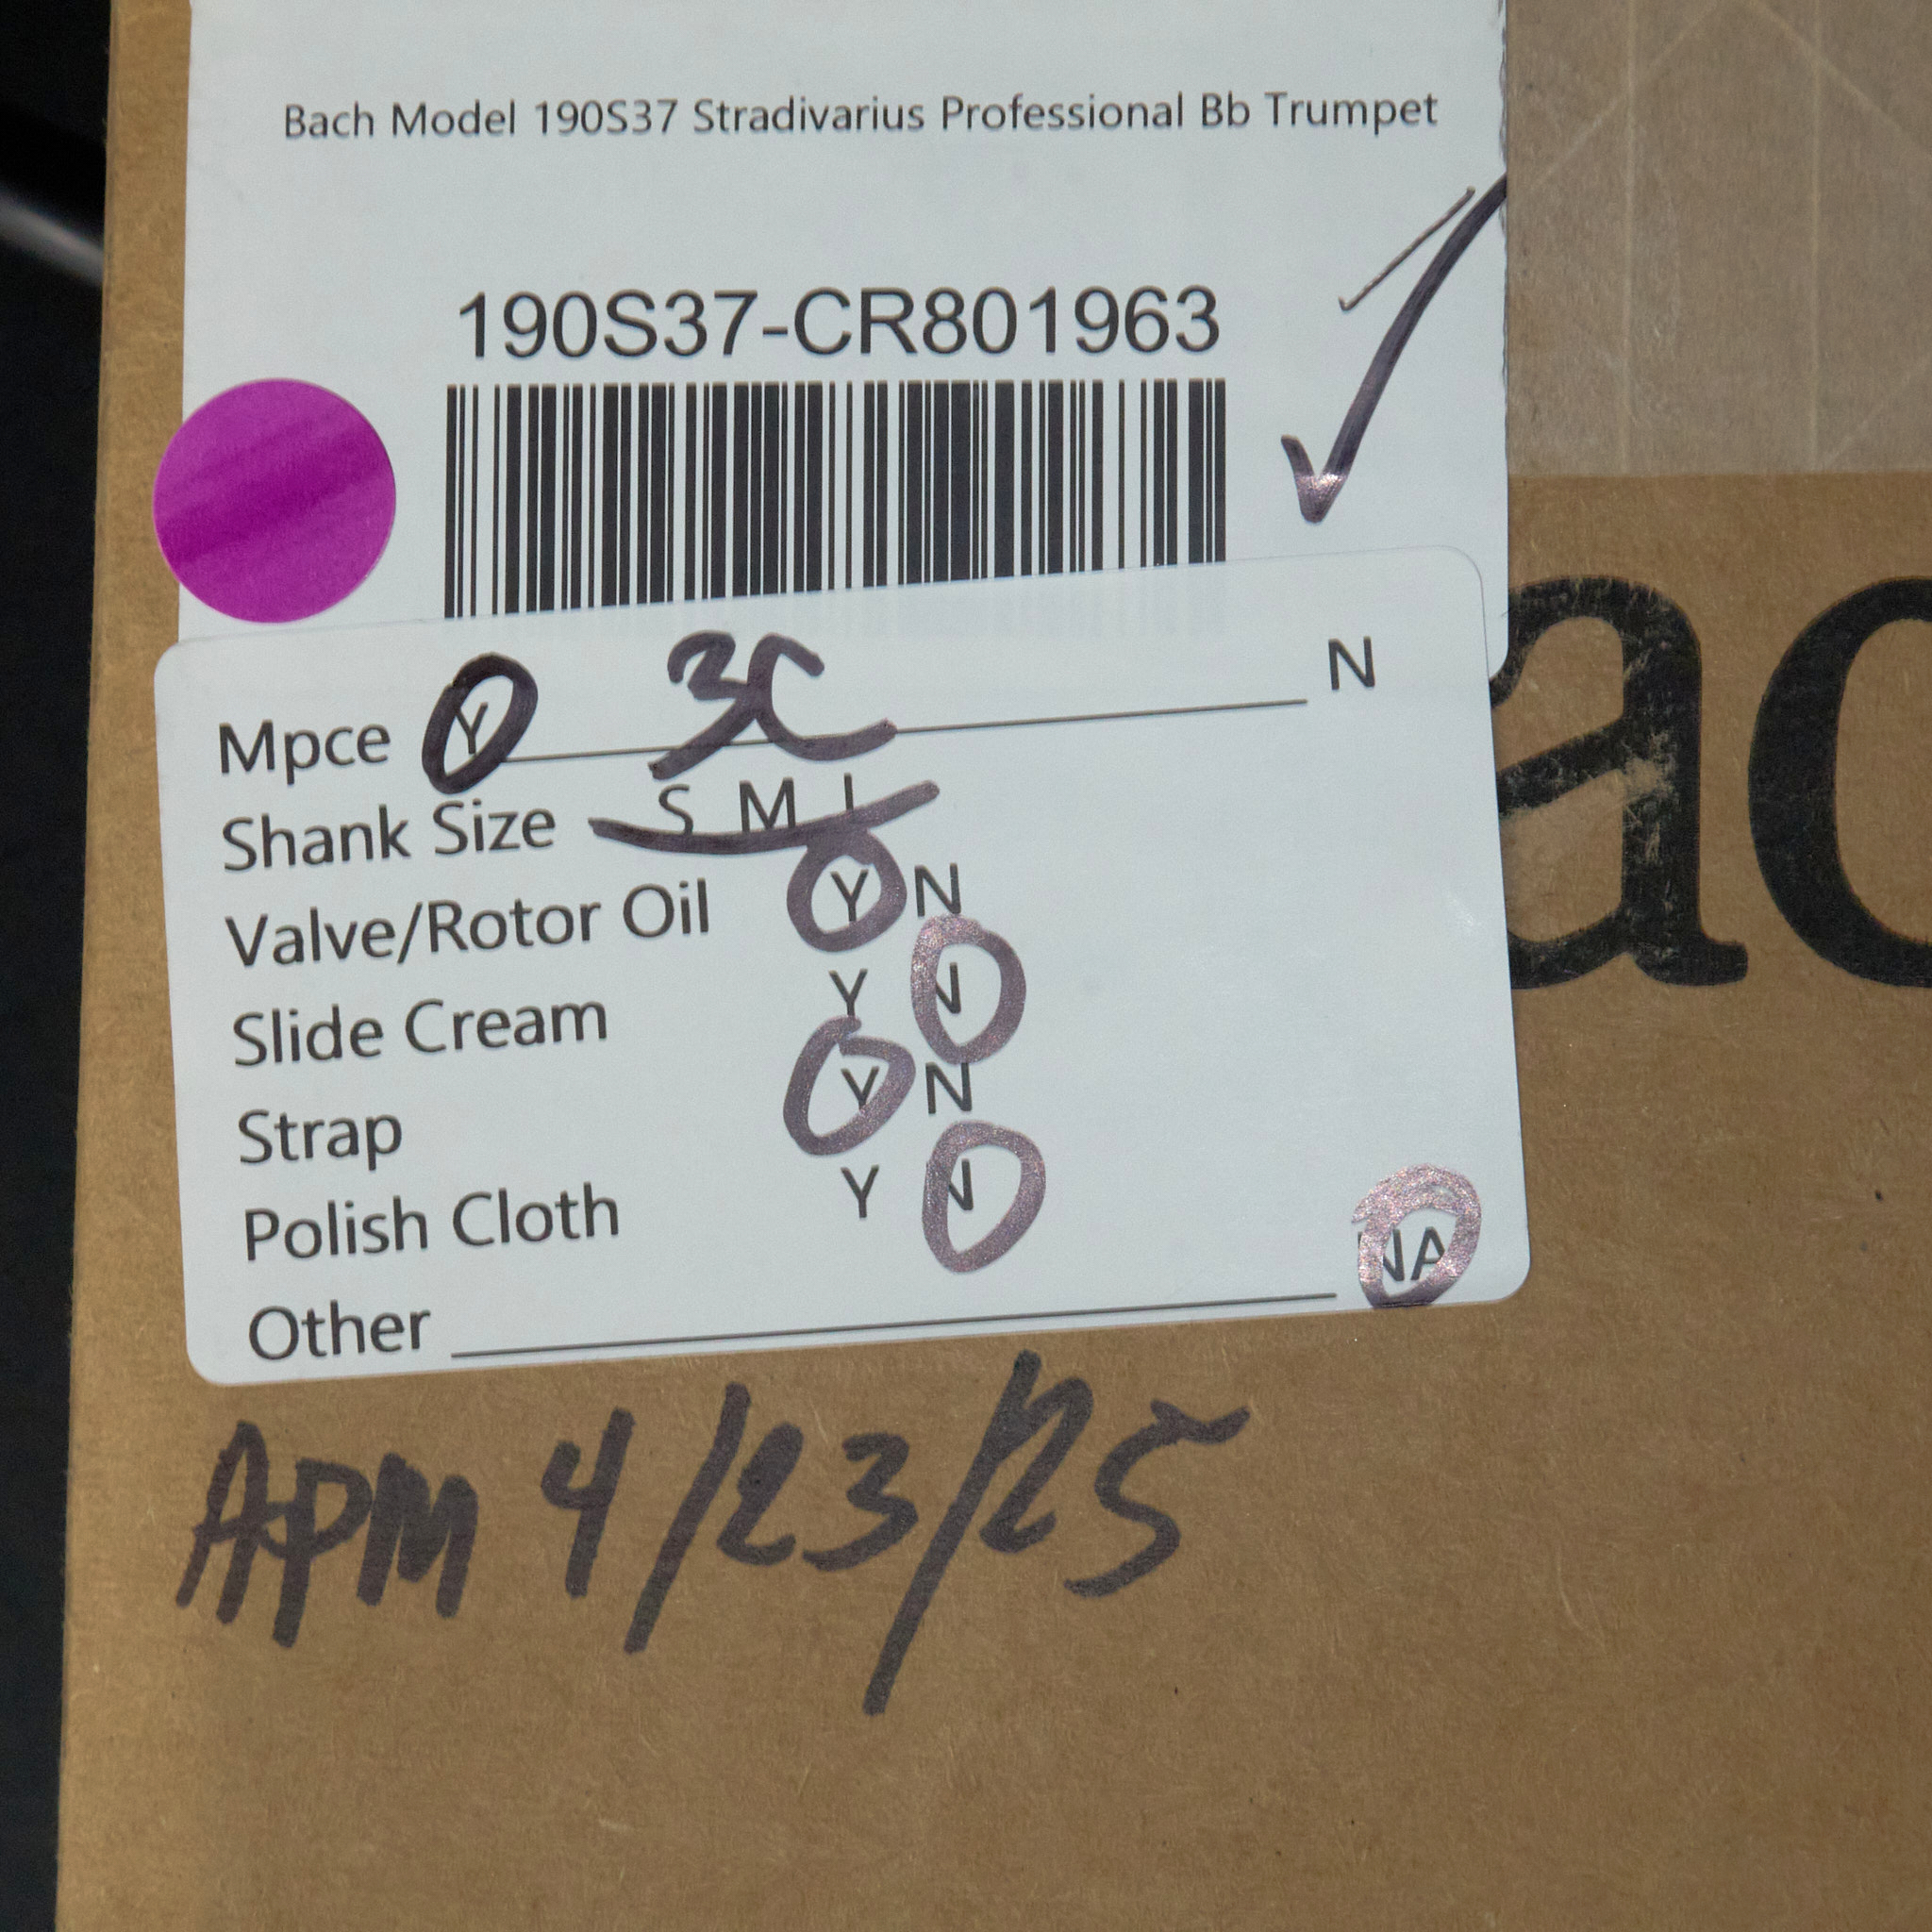 Bach Model 190S37 Stradivarius Professional Bb Trumpet
190S37-CR801963
Mpce Y 3C N
Shank Size S M L
Valve/Rotor Oil Y N
Slide Cream Y N
Strap Y N
Polish Cloth Y N
Other NA
APM 4/23/25
ac